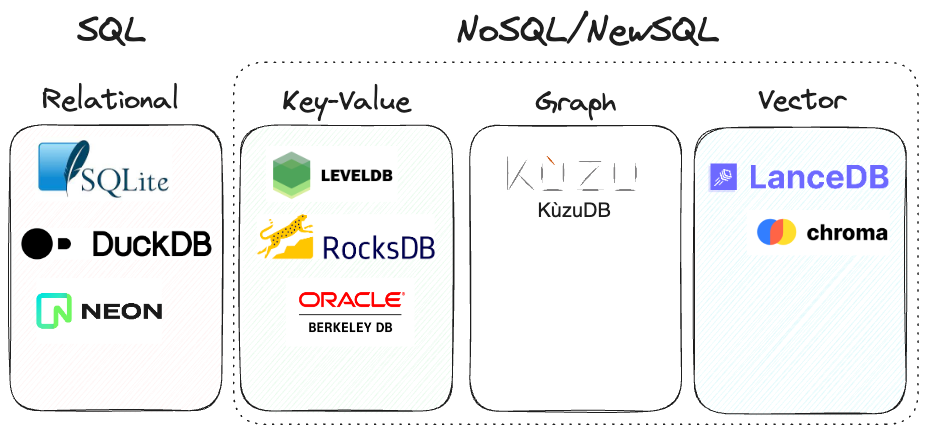 SQL
NoSQL/NewSQL
Relational
Key-Value
Graph
Vector
SQLite
DuckDB
NEON
LEVELDB
RocksDB
ORACLE®
BERKELEY DB
KÙZU
KùzuDB
LanceDB
chroma